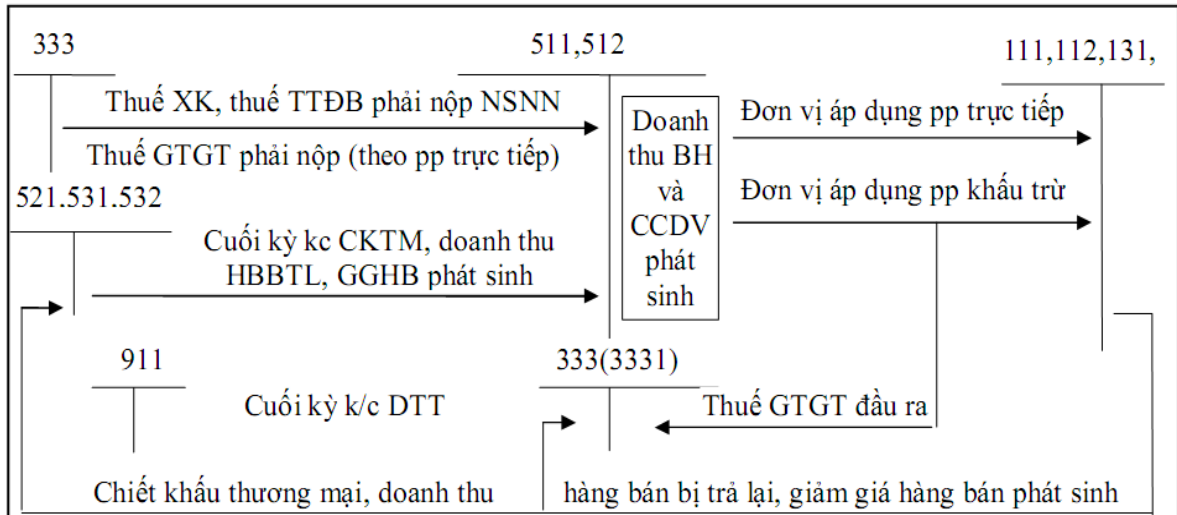 333
511,512
111,112,131,
Thuế XK, thuế TTĐB phải nộp NSNN
Thuế GTGT phải nộp (theo pp trực tiếp)
Doanh
thu BH
và
CCDV
phát
sinh
Đơn vị áp dụng pp trực tiếp
Đơn vị áp dụng pp khấu trừ
521.531.532
Cuối kỳ kc CKTM, doanh thu
HBBTL, GGHB phát sinh
911
333(3331)
Cuối kỳ k/c DTT
Thuế GTGT đầu ra
Chiết khấu thương mại, doanh thu hàng bán bị trả lại, giảm giá hàng bán phát sinh